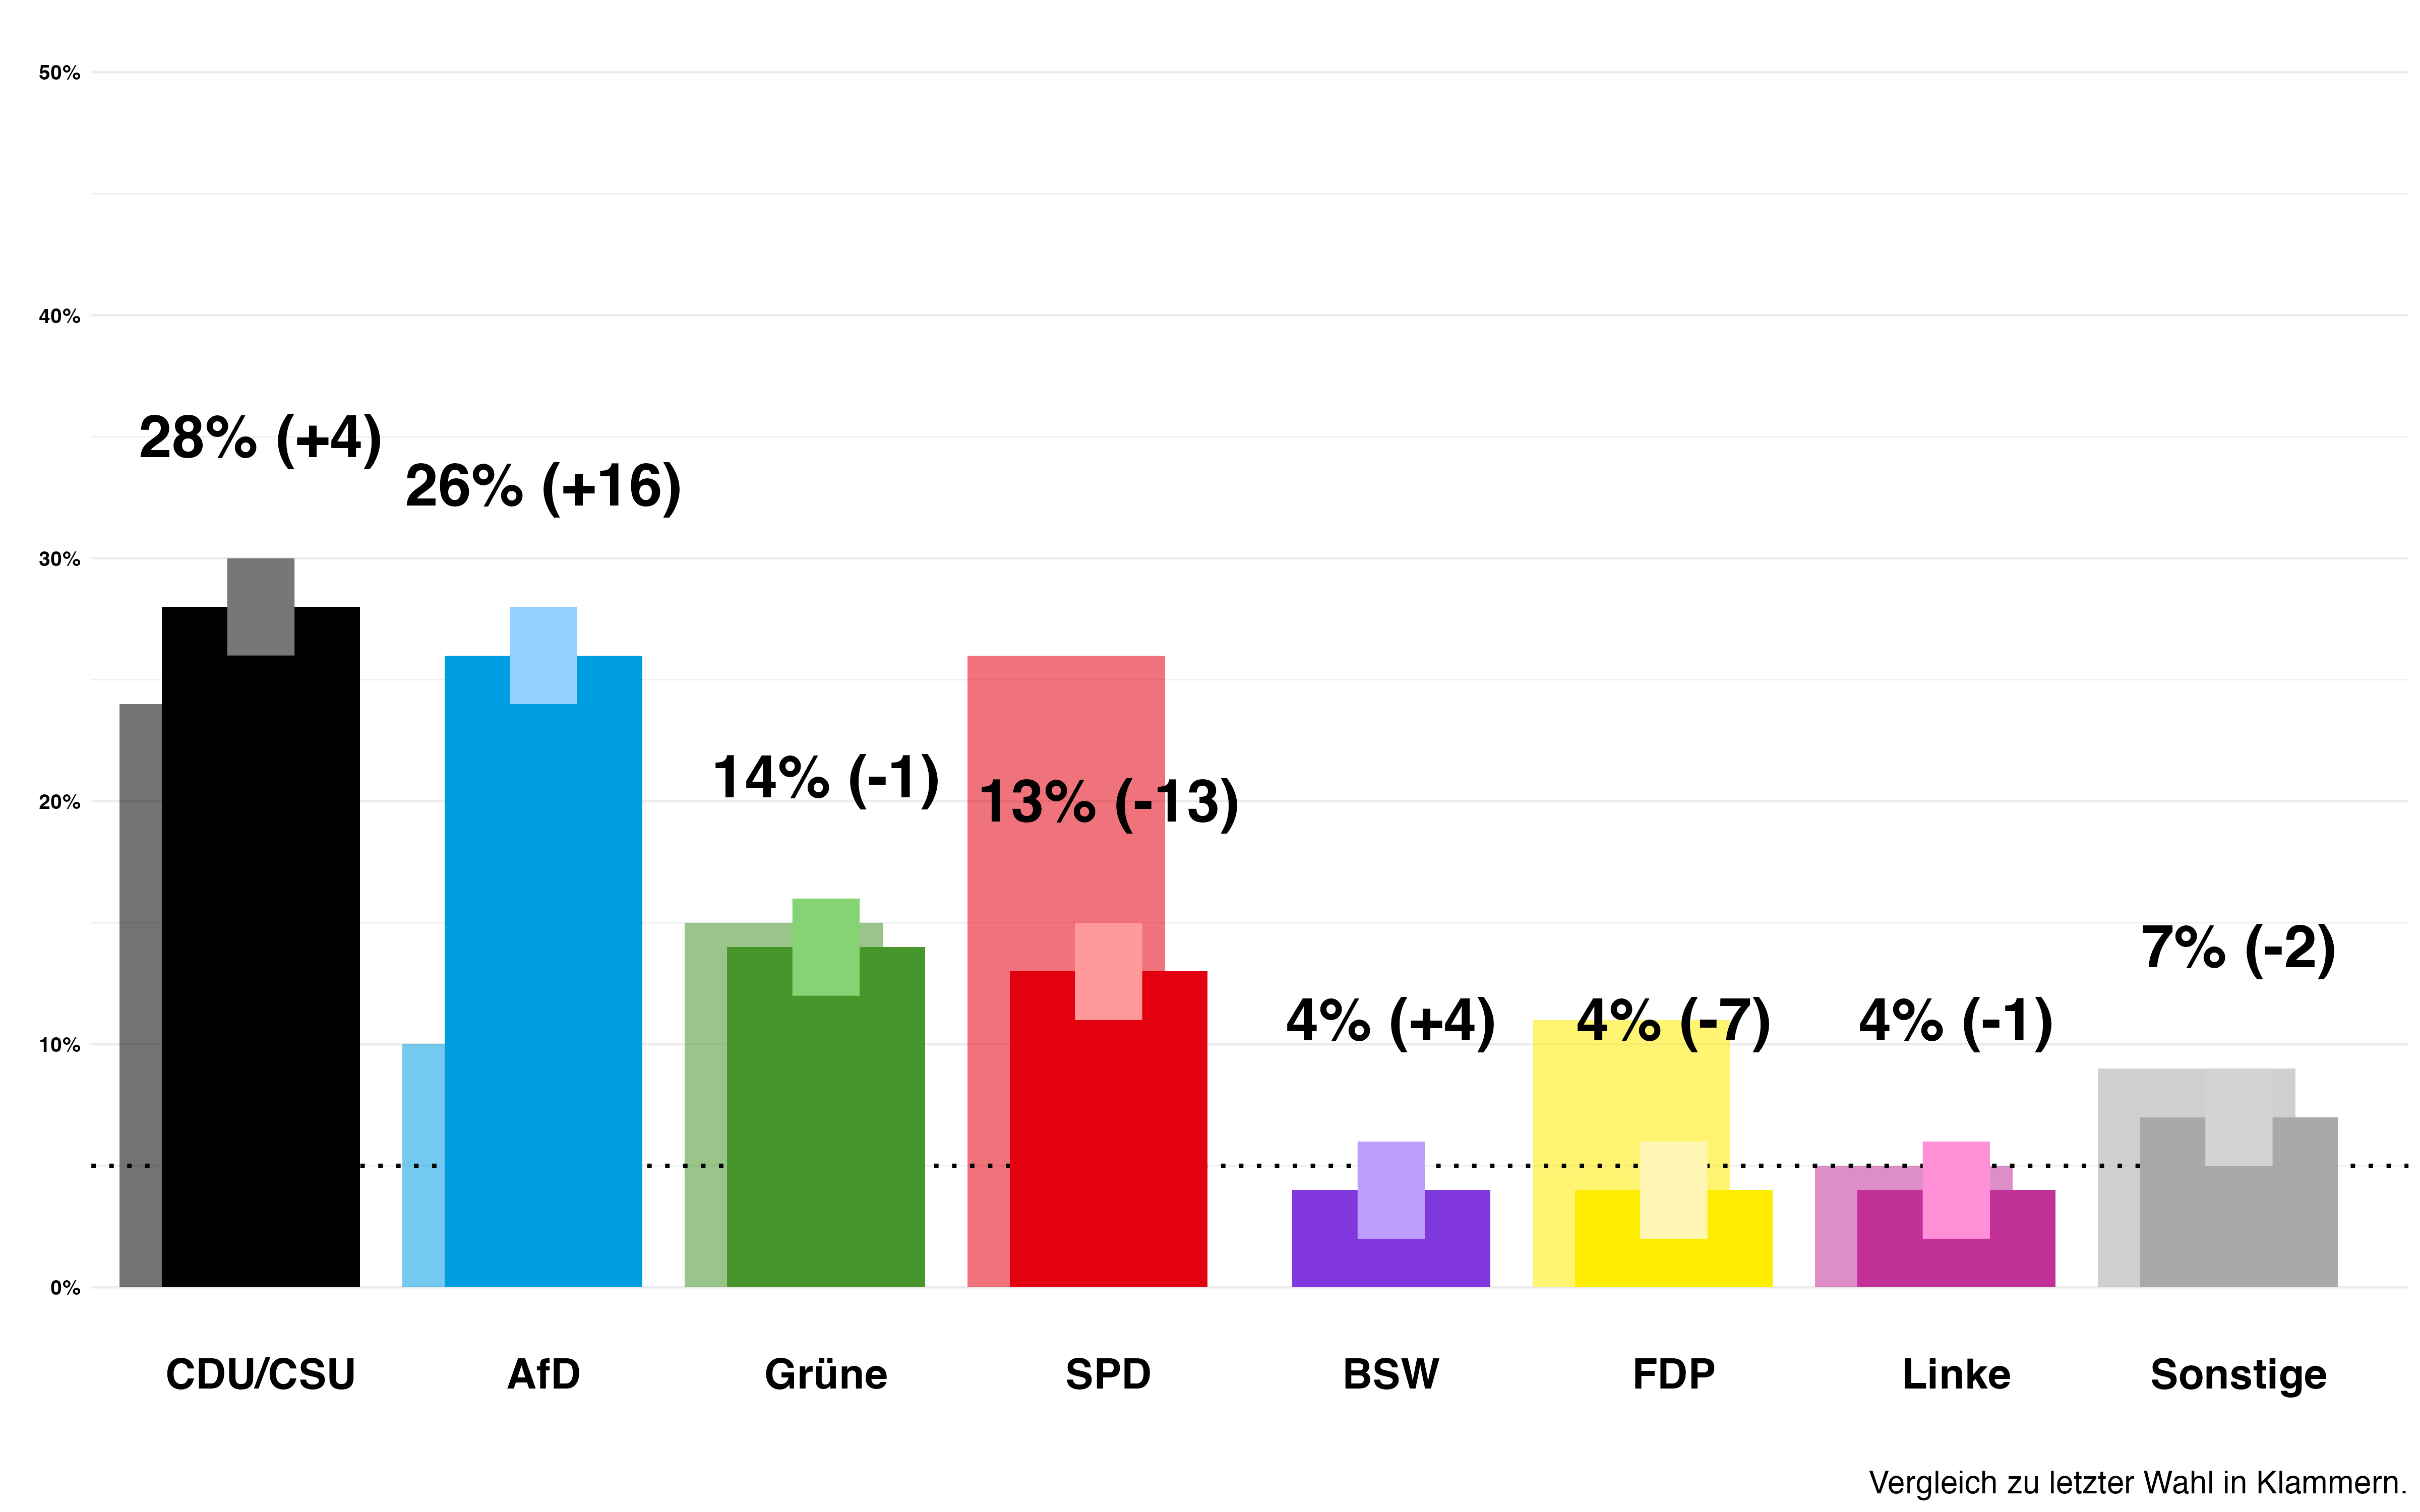 50%
40%
30%
20%
10%
0%
28% (+4)
26% (+16)
14% (-1)
13% (-13)
4% (+4)
4% (-7)
4% (-1)
7% (-2)
CDU/CSU
AfD
Grüne
SPD
BSW
FDP
Linke
Sonstige
Vergleich zu letzter Wahl in Klammern.